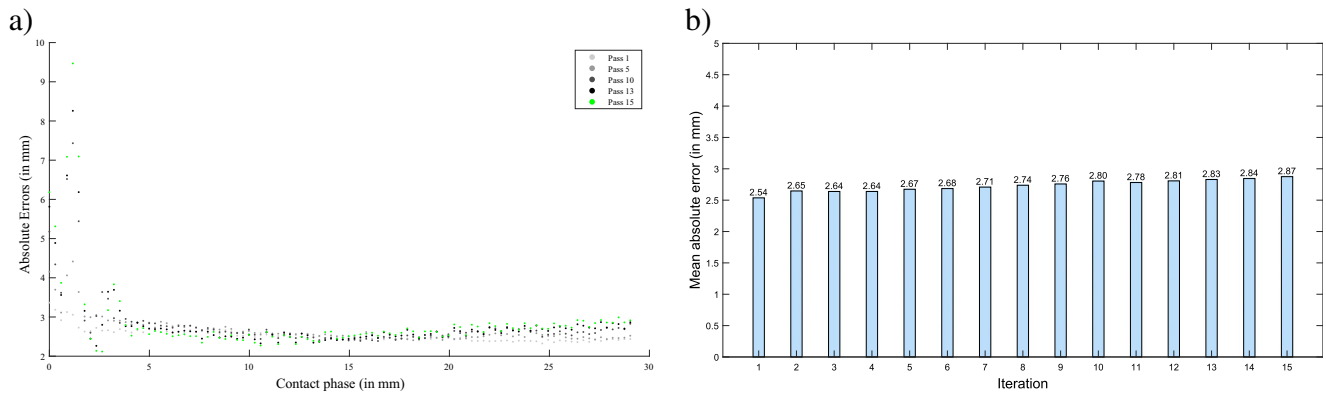 a)
10
9
8
7
6
5
4
3
2
Absolute Errors (in mm)
0 5 10 15 20 25 30
Contact phase (in mm)
Pass 1
Pass 5
Pass 10
Pass 13
Pass 15
b)
5
4.5
4
3.5
3
2.5
2
1.5
1
0.5
0
Mean absolute error (in mm)
2.54 2.65 2.64 2.64 2.67 2.68 2.71 2.74 2.76 2.80 2.78 2.81 2.83 2.84 2.87
1 2 3 4 5 6 7 8 9 10 11 12 13 14 15
Iteration